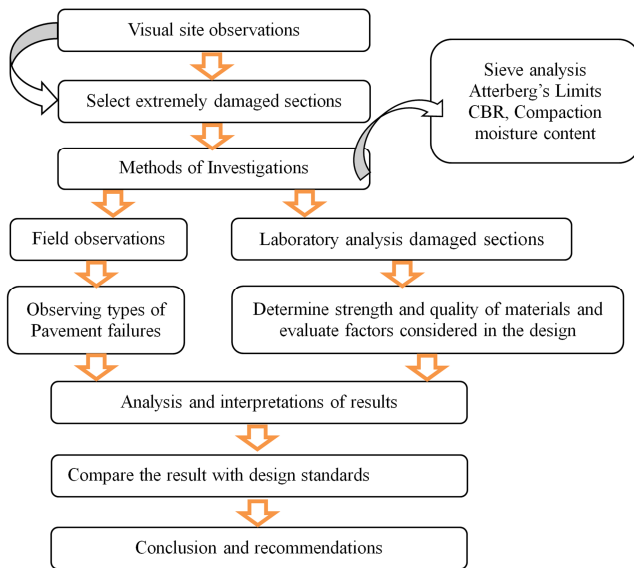 Visual site observations
Select extremely damaged sections
Sieve analysis
Atterberg's Limits
CBR, Compaction
moisture content
Methods of Investigations
Field observations
Laboratory analysis damaged sections
Observing types of
Pavement failures
Determine strength and quality of materials and
evaluate factors considered in the design
Analysis and interpretations of results
Compare the result with design standards
Conclusion and recommendations